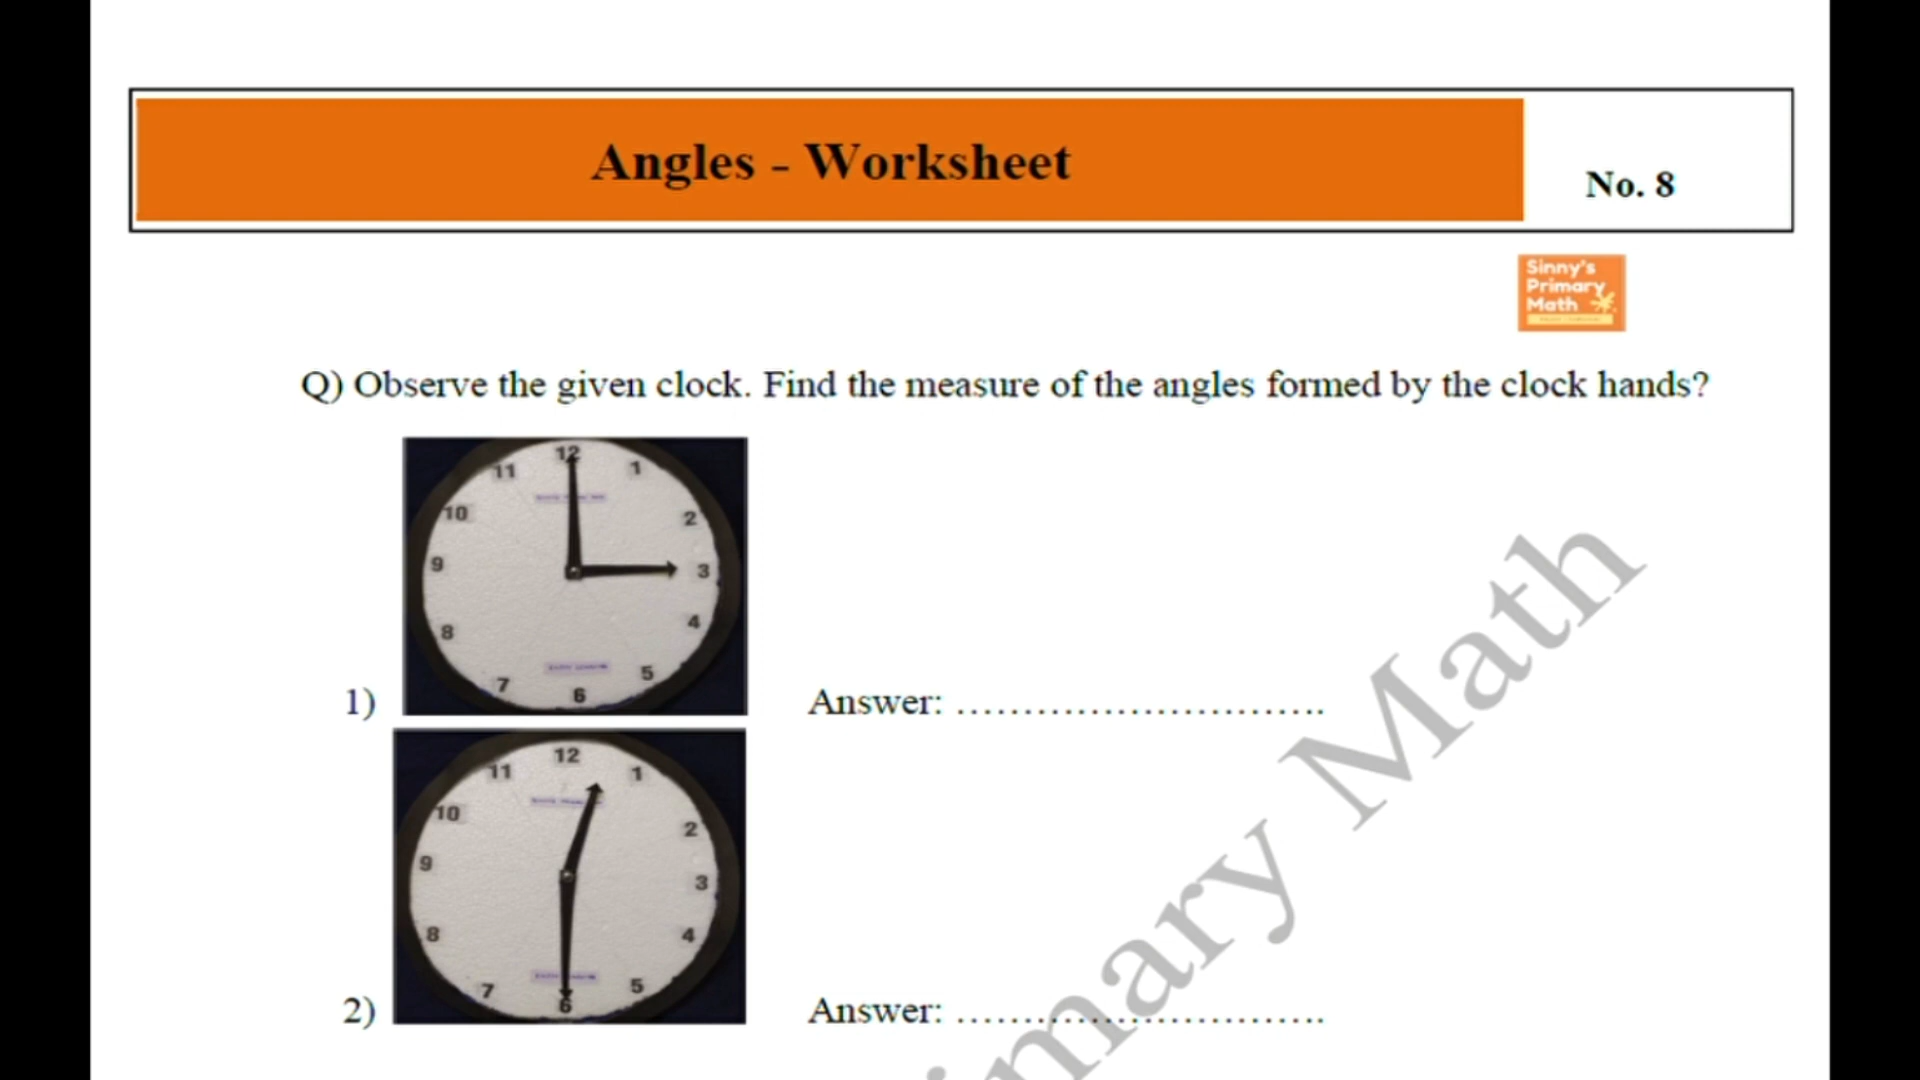 Angles - Worksheet
No. 8
Sinny's
Primary
Math
Q) Observe the given clock. Find the measure of the angles formed by the clock hands?
12
11
1
10
2
9
3
8
4
7
5
6
1)
Answer: ............................
12
11
1
10
2
9
3
8
4
7
5
6
2)
Answer: ............................
imary Math